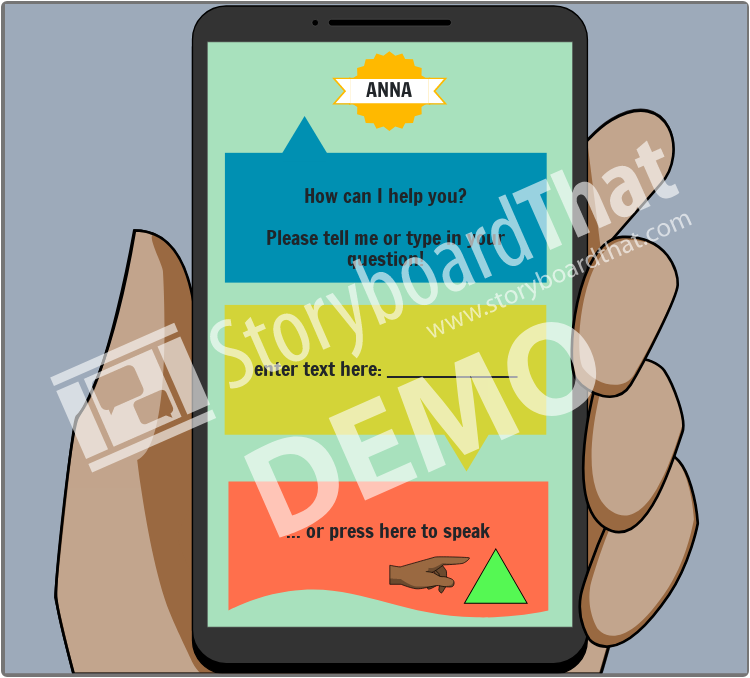 ANNA
How can I help you?
Please tell me or type in your
question!
enter text here: _______________
... or press here to speak
StoryboardThat
www.storyboardthat.com
DEMO